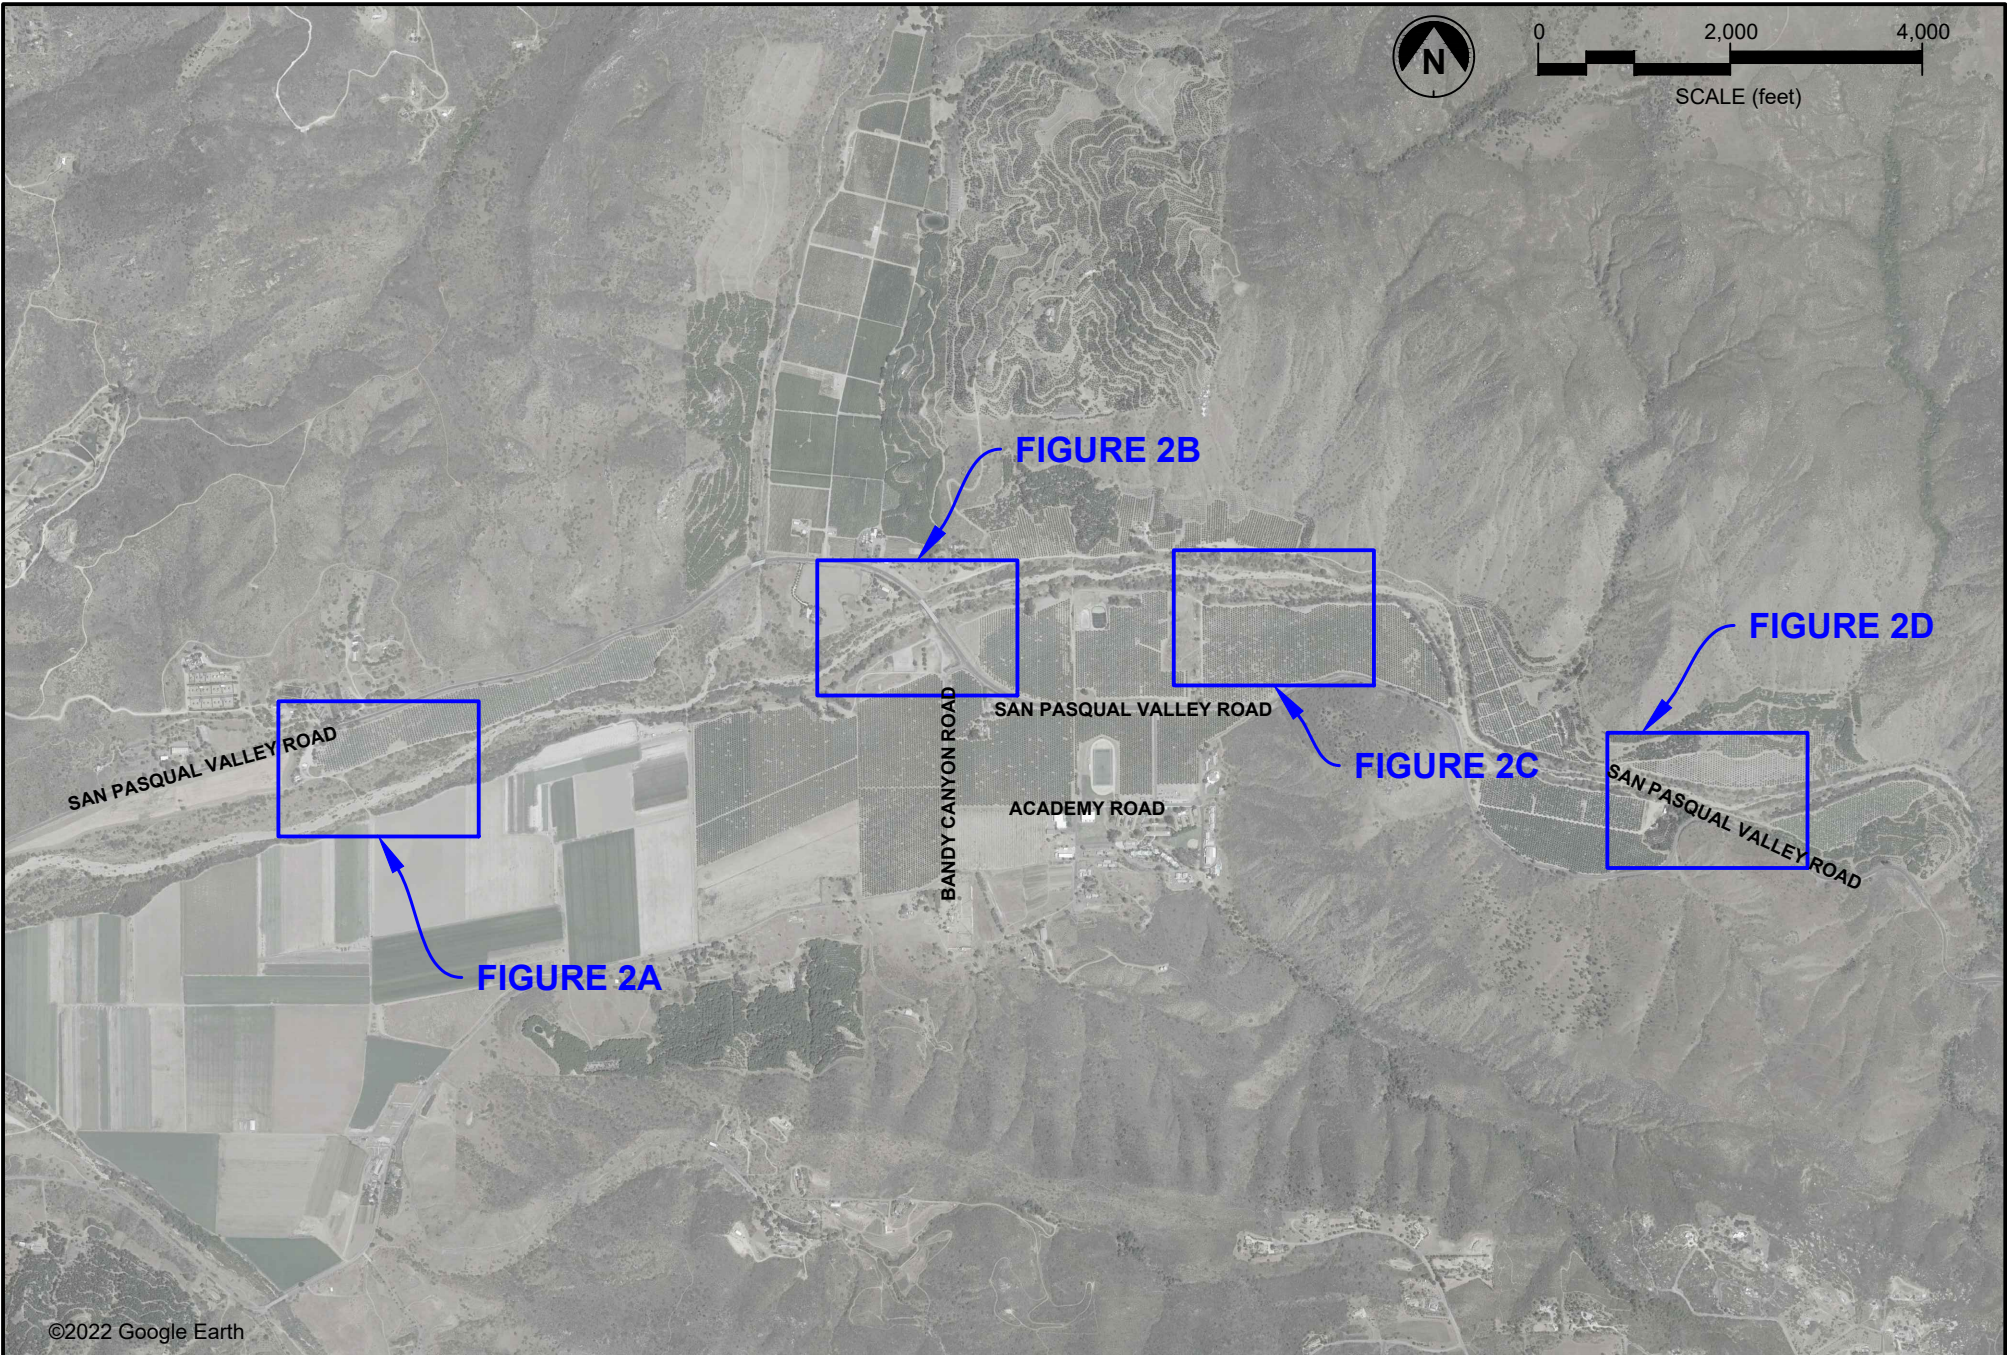 N
0 2,000 4,000
SCALE (feet)
FIGURE 2B
FIGURE 2D
SAN PASQUAL VALLEY ROAD
SAN PASQUAL VALLEY ROAD
BANDY CANYON ROAD
FIGURE 2C
SAN PASQUAL VALLEY ROAD
ACADEMY ROAD
FIGURE 2A
©2022 Google Earth